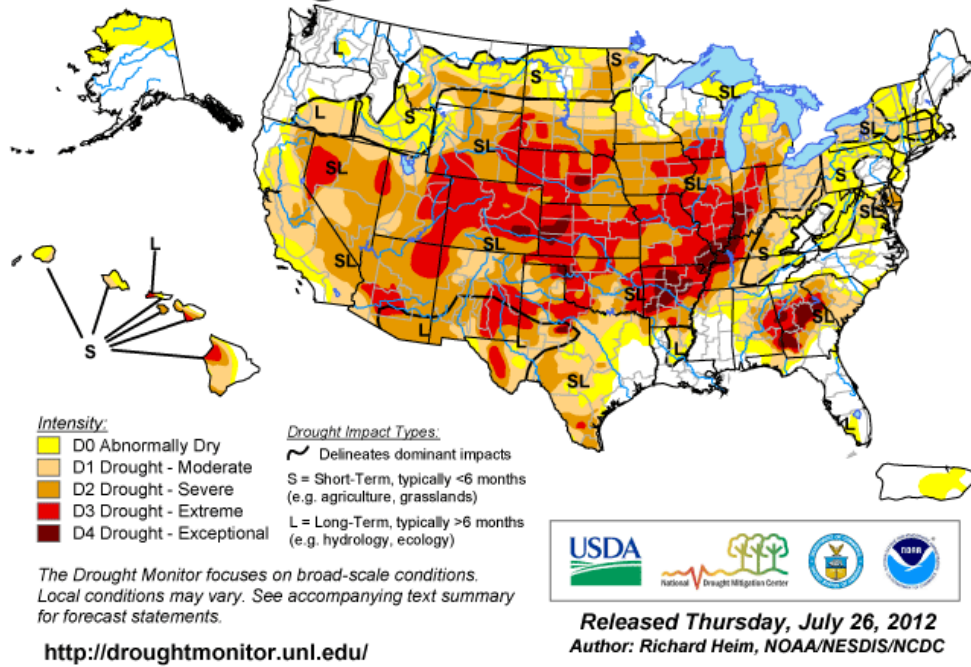 L
S
S
SL
L
S
SL
SL
S
SL
SL
SL
S
SL
SL
SL
SL
L
L
L
SL
L
L
S
Intensity:
D0 Abnormally Dry
D1 Drought - Moderate
D2 Drought - Severe
D3 Drought - Extreme
D4 Drought - Exceptional
Drought Impact Types:
Delineates dominant impacts
S = Short-Term, typically <6 months
(e.g. agriculture, grasslands)
L = Long-Term, typically >6 months
(e.g. hydrology, ecology)
The Drought Monitor focuses on broad-scale conditions.
Local conditions may vary. See accompanying text summary
for forecast statements.
http://droughtmonitor.unl.edu/
USDA
National Drought Mitigation Center
NOAA
Released Thursday, July 26, 2012
Author: Richard Heim, NOAA/NESDIS/NCDC